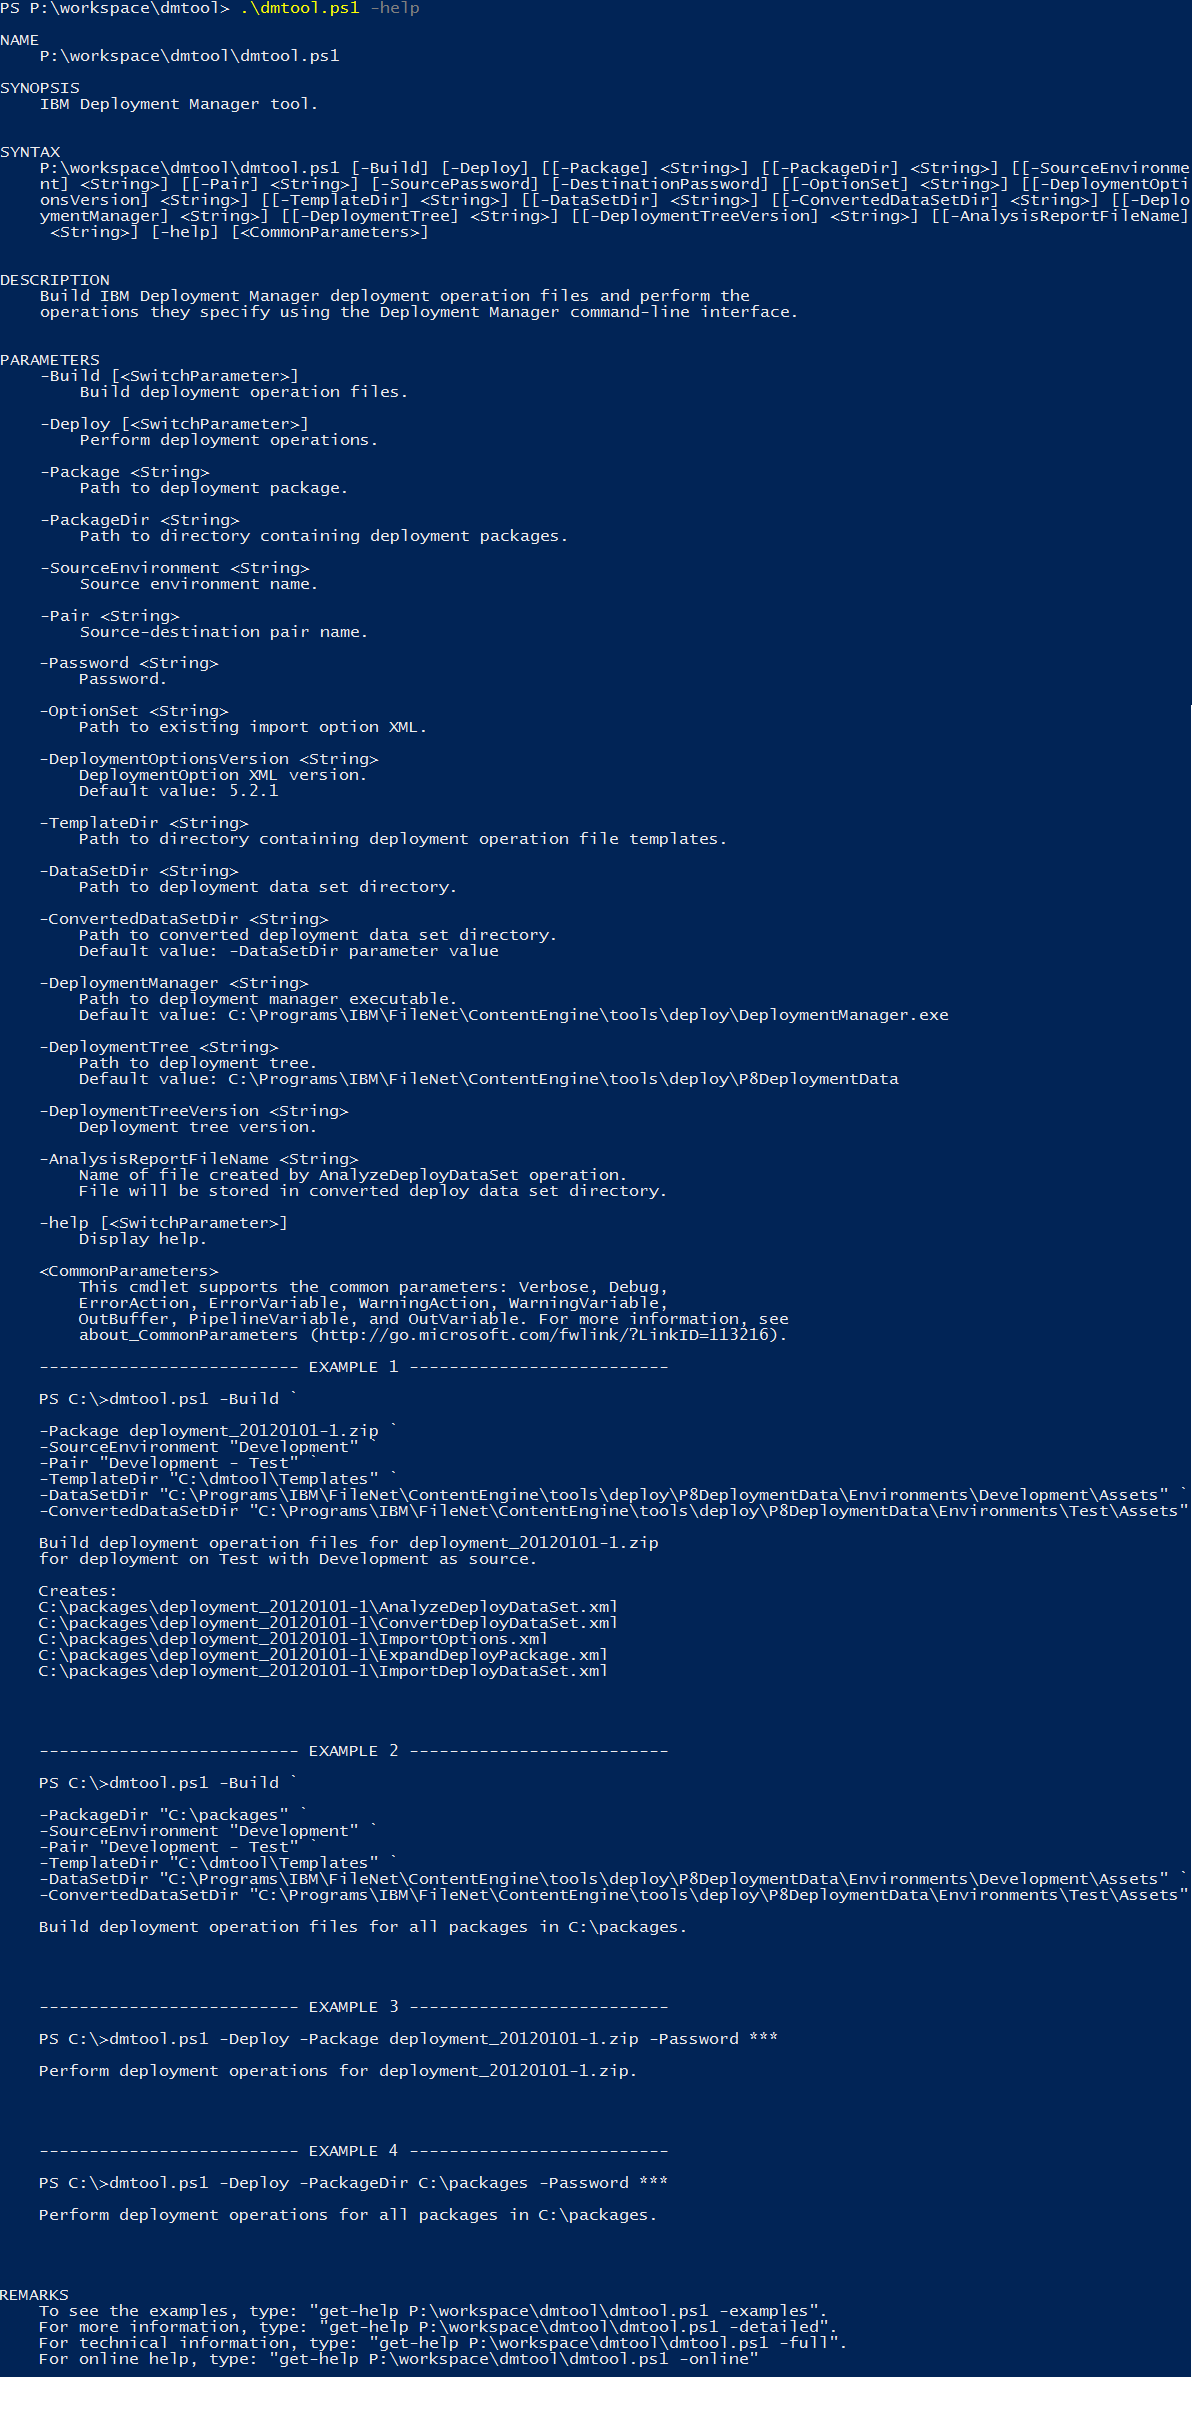 PS P:\workspace\dmtool> .\dmtool.ps1 -help
NAME
P:\workspace\dmtool\dmtool.ps1
SYNOPSIS
IBM Deployment Manager tool.
SYNTAX
P:\workspace\dmtool\dmtool.ps1 [-Build] [-Deploy] [[-Package] <String>] [[-PackageDir] <String>] [[-SourceEnvironme
nt] <String>] [[-Pair] <String>] [-SourcePassword] [-DestinationPassword] [[-OptionSet] <String>] [[-DeploymentOpti
onsVersion] <String>] [[-TemplateDir] <String>] [[-DataSetDir] <String>] [[-ConvertedDataSetDir] <String>] [[-Deplo
ymentManager] <String>] [[-DeploymentTree] <String>] [[-DeploymentTreeVersion] <String>] [[-AnalysisReportFileName]
<String>] [-help] [<CommonParameters>]
DESCRIPTION
Build IBM Deployment Manager deployment operation files and perform the
operations they specify using the Deployment Manager command-line interface.
PARAMETERS
-Build [<SwitchParameter>]
Build deployment operation files.
-Deploy [<SwitchParameter>]
Perform deployment operations.
-Package <String>
Path to deployment package.
-PackageDir <String>
Path to directory containing deployment packages.
-SourceEnvironment <String>
Source environment name.
-Pair <String>
Source-destination pair name.
-Password <String>
Password.
-OptionSet <String>
Path to existing import option XML.
-DeploymentOptionsVersion <String>
DeploymentOption XML version.
Default value: 5.2.1
-TemplateDir <String>
Path to directory containing deployment operation file templates.
-DataSetDir <String>
Path to deployment data set directory.
-ConvertedDataSetDir <String>
Path to converted deployment data set directory.
Default value: -DataSetDir parameter value
-DeploymentManager <String>
Path to deployment manager executable.
Default value: C:\Programs\IBM\FileNet\ContentEngine\tools\deploy\DeploymentManager.exe
-DeploymentTree <String>
Path to deployment tree.
Default value: C:\Programs\IBM\FileNet\ContentEngine\tools\deploy\P8DeploymentData
-DeploymentTreeVersion <String>
Deployment tree version.
-AnalysisReportFileName <String>
Name of file created by AnalyzeDeployDataSet operation.
File will be stored in converted deploy data set directory.
-help [<SwitchParameter>]
Display help.
<CommonParameters>
This cmdlet supports the common parameters: Verbose, Debug,
ErrorAction, ErrorVariable, WarningAction, WarningVariable,
OutBuffer, PipelineVariable, and OutVariable. For more information, see
about_CommonParameters (http://go.microsoft.com/fwlink/?LinkID=113216).
-------------------------- EXAMPLE 1 --------------------------
PS C:\>dmtool.ps1 -Build `
-Package deployment_20120101-1.zip `
-SourceEnvironment "Development" `
-Pair "Development - Test" `
-TemplateDir "C:\dmtool\Templates" `
-DataSetDir "C:\Programs\IBM\FileNet\ContentEngine\tools\deploy\P8DeploymentData\Environments\Development\Assets" `
-ConvertedDataSetDir "C:\Programs\IBM\FileNet\ContentEngine\tools\deploy\P8DeploymentData\Environments\Test\Assets"
Build deployment operation files for deployment_20120101-1.zip
for deployment on Test with Development as source.
Creates:
C:\packages\deployment_20120101-1\AnalyzeDeployDataSet.xml
C:\packages\deployment_20120101-1\ConvertDeployDataSet.xml
C:\packages\deployment_20120101-1\ImportOptions.xml
C:\packages\deployment_20120101-1\ExpandDeployPackage.xml
C:\packages\deployment_20120101-1\ImportDeployDataSet.xml
-------------------------- EXAMPLE 2 --------------------------
PS C:\>dmtool.ps1 -Build `
-PackageDir "C:\packages" `
-SourceEnvironment "Development" `
-Pair "Development - Test" `
-TemplateDir "C:\dmtool\Templates" `
-DataSetDir "C:\Programs\IBM\FileNet\ContentEngine\tools\deploy\P8DeploymentData\Environments\Development\Assets" `
-ConvertedDataSetDir "C:\Programs\IBM\FileNet\ContentEngine\tools\deploy\P8DeploymentData\Environments\Test\Assets"
Build deployment operation files for all packages in C:\packages.
-------------------------- EXAMPLE 3 --------------------------
PS C:\>dmtool.ps1 -Deploy -Package deployment_20120101-1.zip -Password ***
Perform deployment operations for deployment_20120101-1.zip.
-------------------------- EXAMPLE 4 --------------------------
PS C:\>dmtool.ps1 -Deploy -PackageDir C:\packages -Password ***
Perform deployment operations for all packages in C:\packages.
REMARKS
To see the examples, type: "get-help P:\workspace\dmtool\dmtool.ps1 -examples".
For more information, type: "get-help P:\workspace\dmtool\dmtool.ps1 -detailed".
For technical information, type: "get-help P:\workspace\dmtool\dmtool.ps1 -full".
For online help, type: "get-help P:\workspace\dmtool\dmtool.ps1 -online"